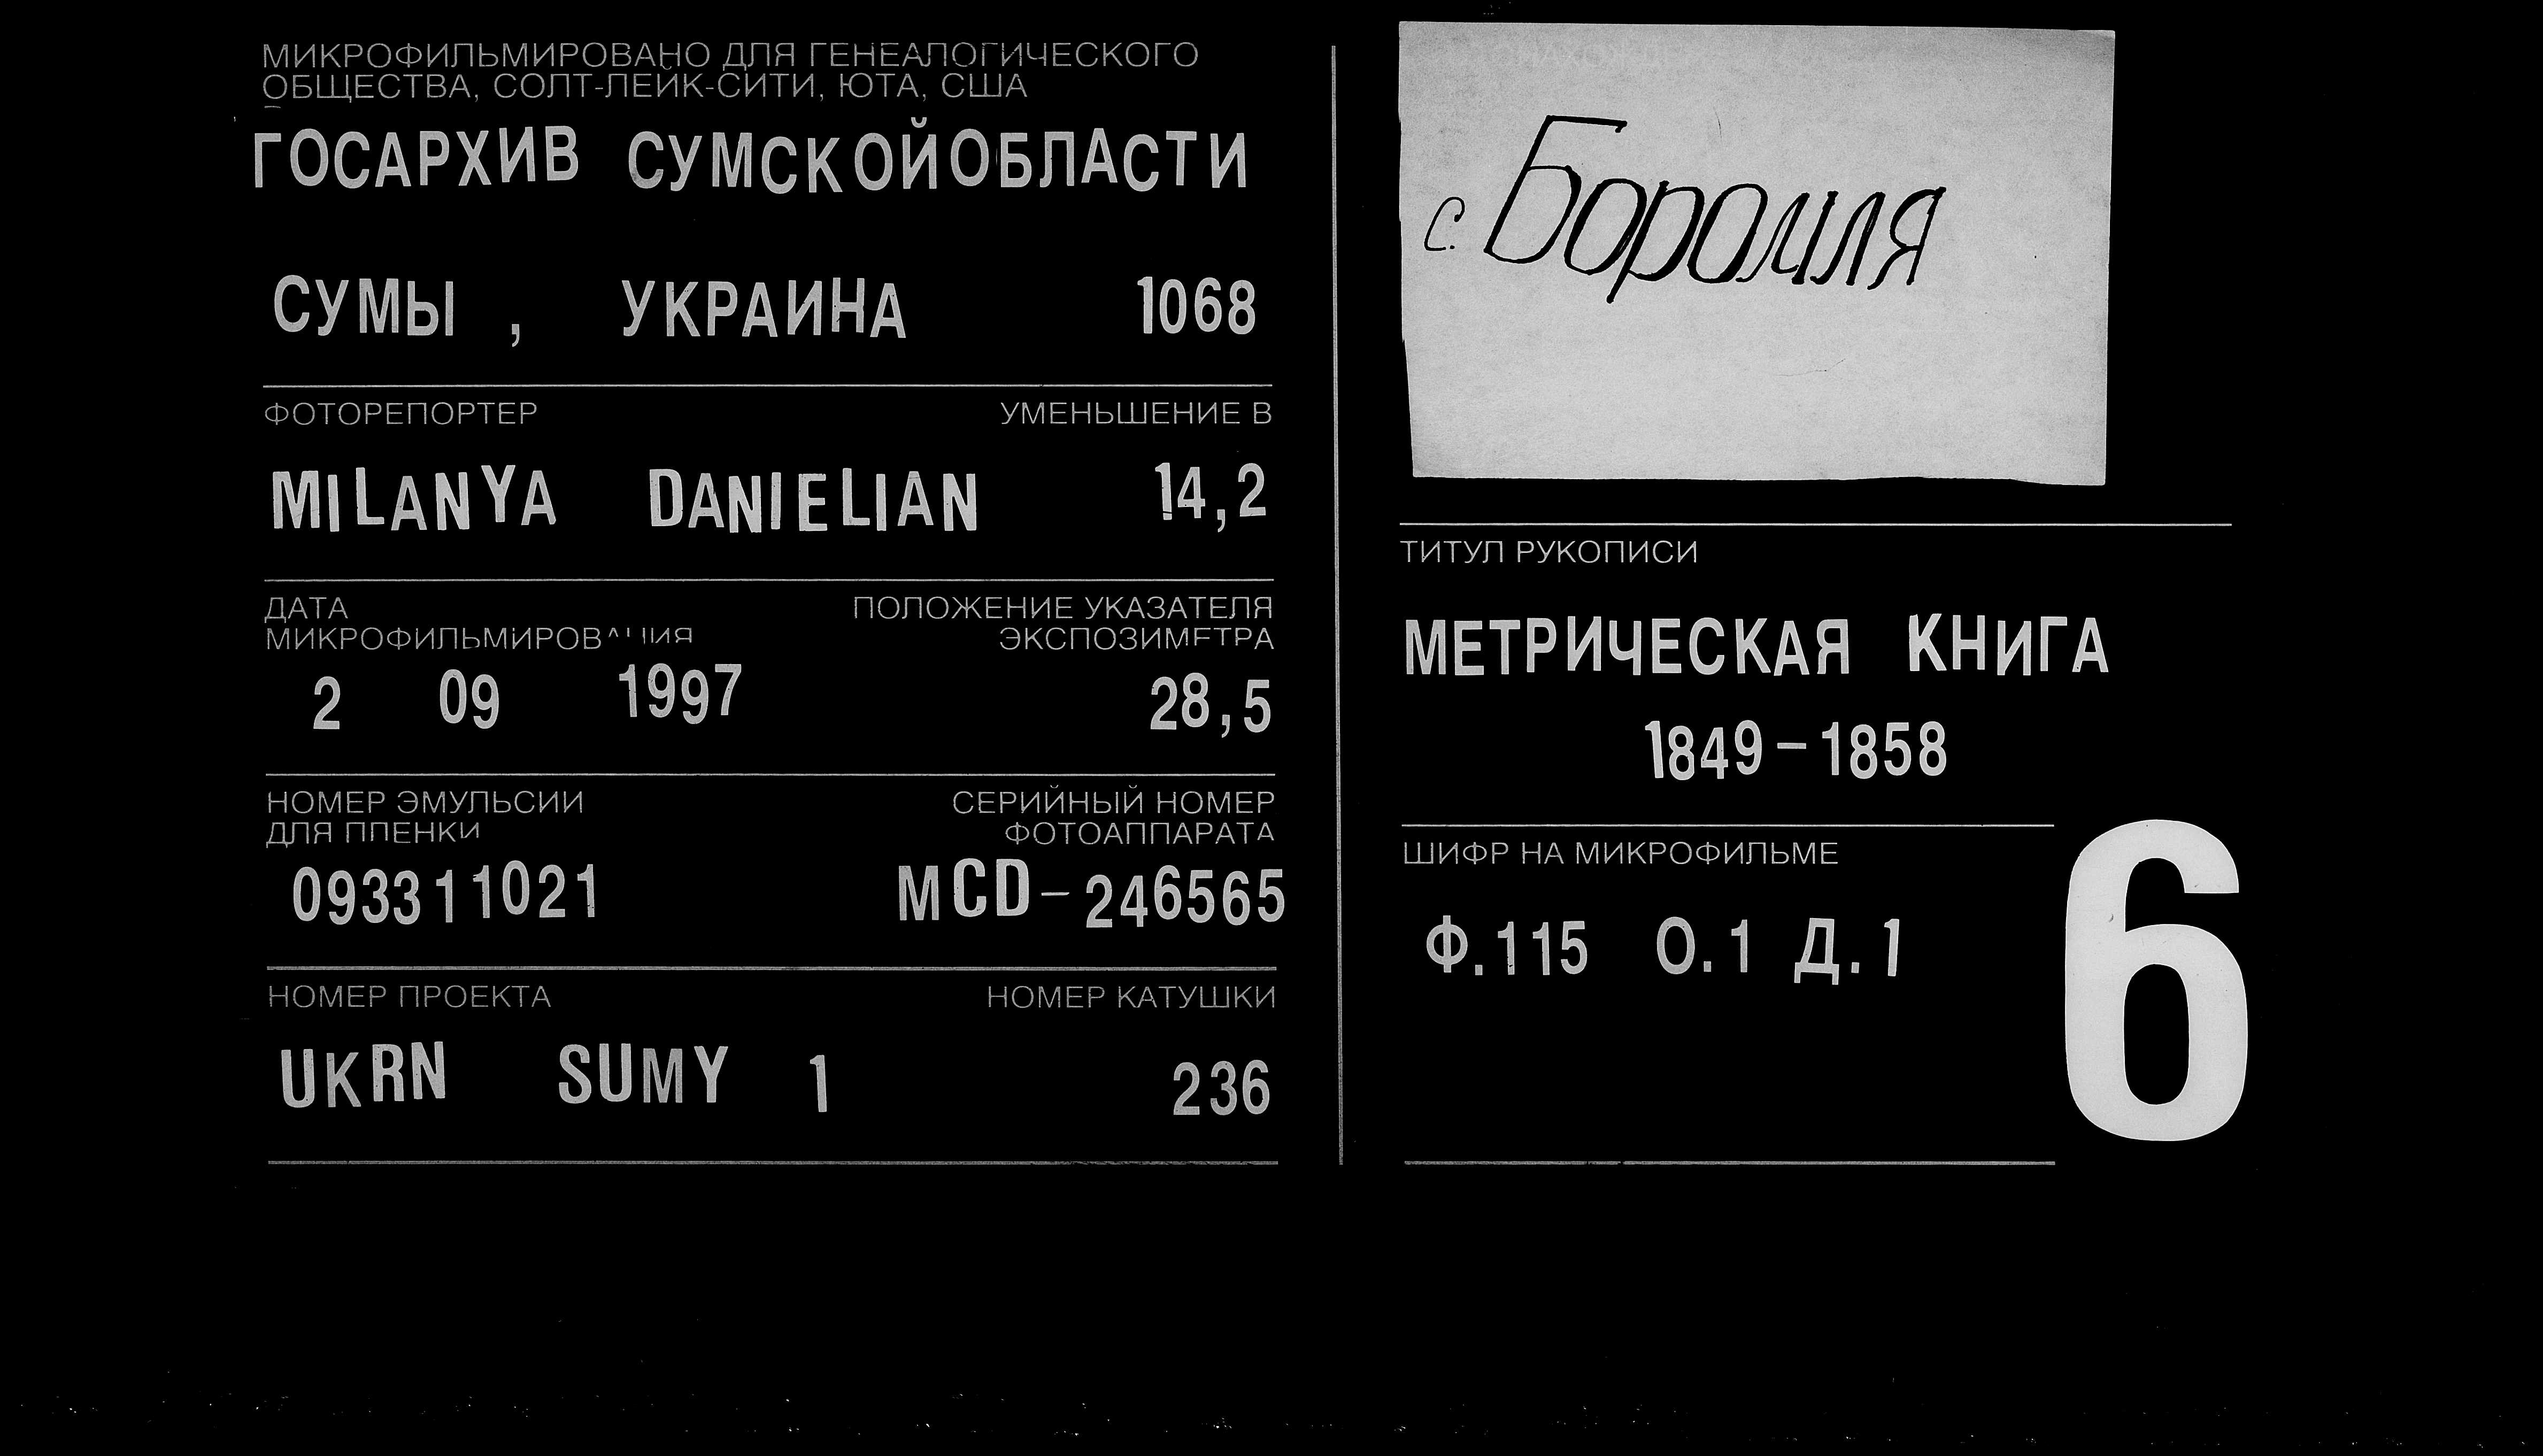 МИКРОФИЛЬМИРОВАНО ДЛЯ ГЕНЕАЛОГИЧЕСКОГО
ОБЩЕСТВА, СОЛТ-ЛЕЙК-СИТИ, ЮТА, США
ГОСАРХИВ СУМСКОЙ ОБЛАСТИ
СУМЫ , УКРАИНА 1068
ФОТОРЕПОРТЕР УМЕНЬШЕНИЕ В
MILANYA DANIELIAN 14,2
ДАТА ПОЛОЖЕНИЕ УКАЗАТЕЛЯ
МИКРОФИЛЬМИРОВАНИЯ ЭКСПОЗИМЕТРА
2 09 1997 28,5
НОМЕР ЭМУЛЬСИИ СЕРИЙНЫЙ НОМЕР
ДЛЯ ПЛЕНКИ ФОТОАППАРАТА
093311021 MCD-246565
НОМЕР ПРОЕКТА НОМЕР КАТУШКИ
UKRN SUMY 1 236
с. Боромля
ТИТУЛ РУКОПИСИ
МЕТРИЧЕСКАЯ КНИГА
1849-1858
ШИФР НА МИКРОФИЛЬМЕ
Ф.115 О.1 Д.1
6